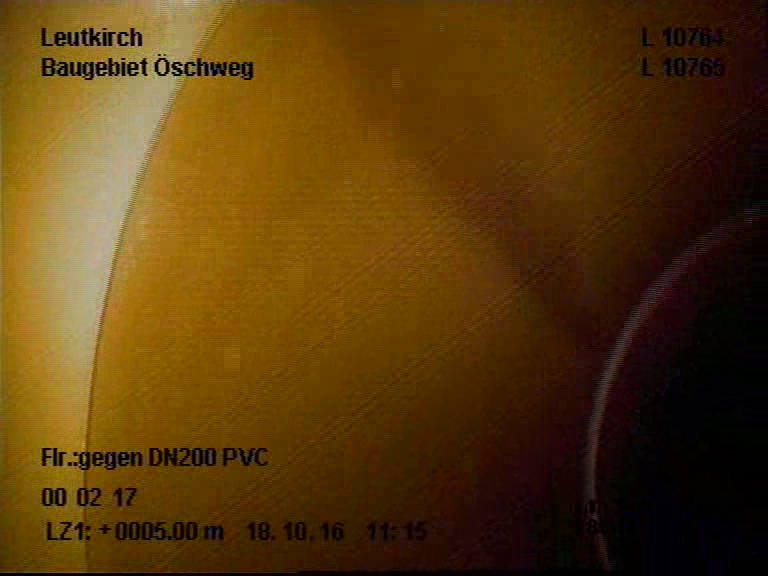 Leutkirch
L 10764
Baugebiet Öschweg
L 10765
Flr.:gegen DN200 PVC
00 02 17
LZ1: +0005.00 m 18. 10. 16 11: 15